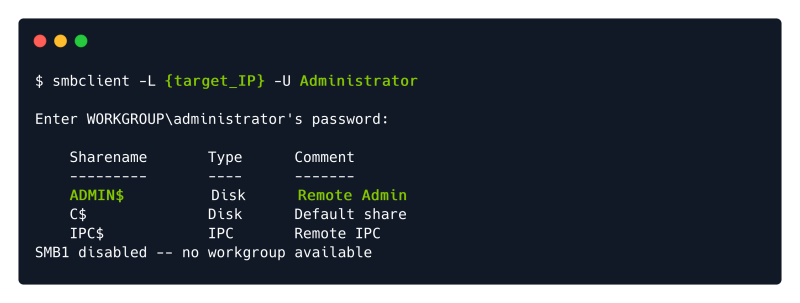 $ smbclient -L {target_IP} -U Administrator
Enter WORKGROUP\administrator's password:
Sharename Type Comment
--------- ---- -------
ADMIN$ Disk Remote Admin
C$ Disk Default share
IPC$ IPC Remote IPC
SMB1 disabled -- no workgroup available